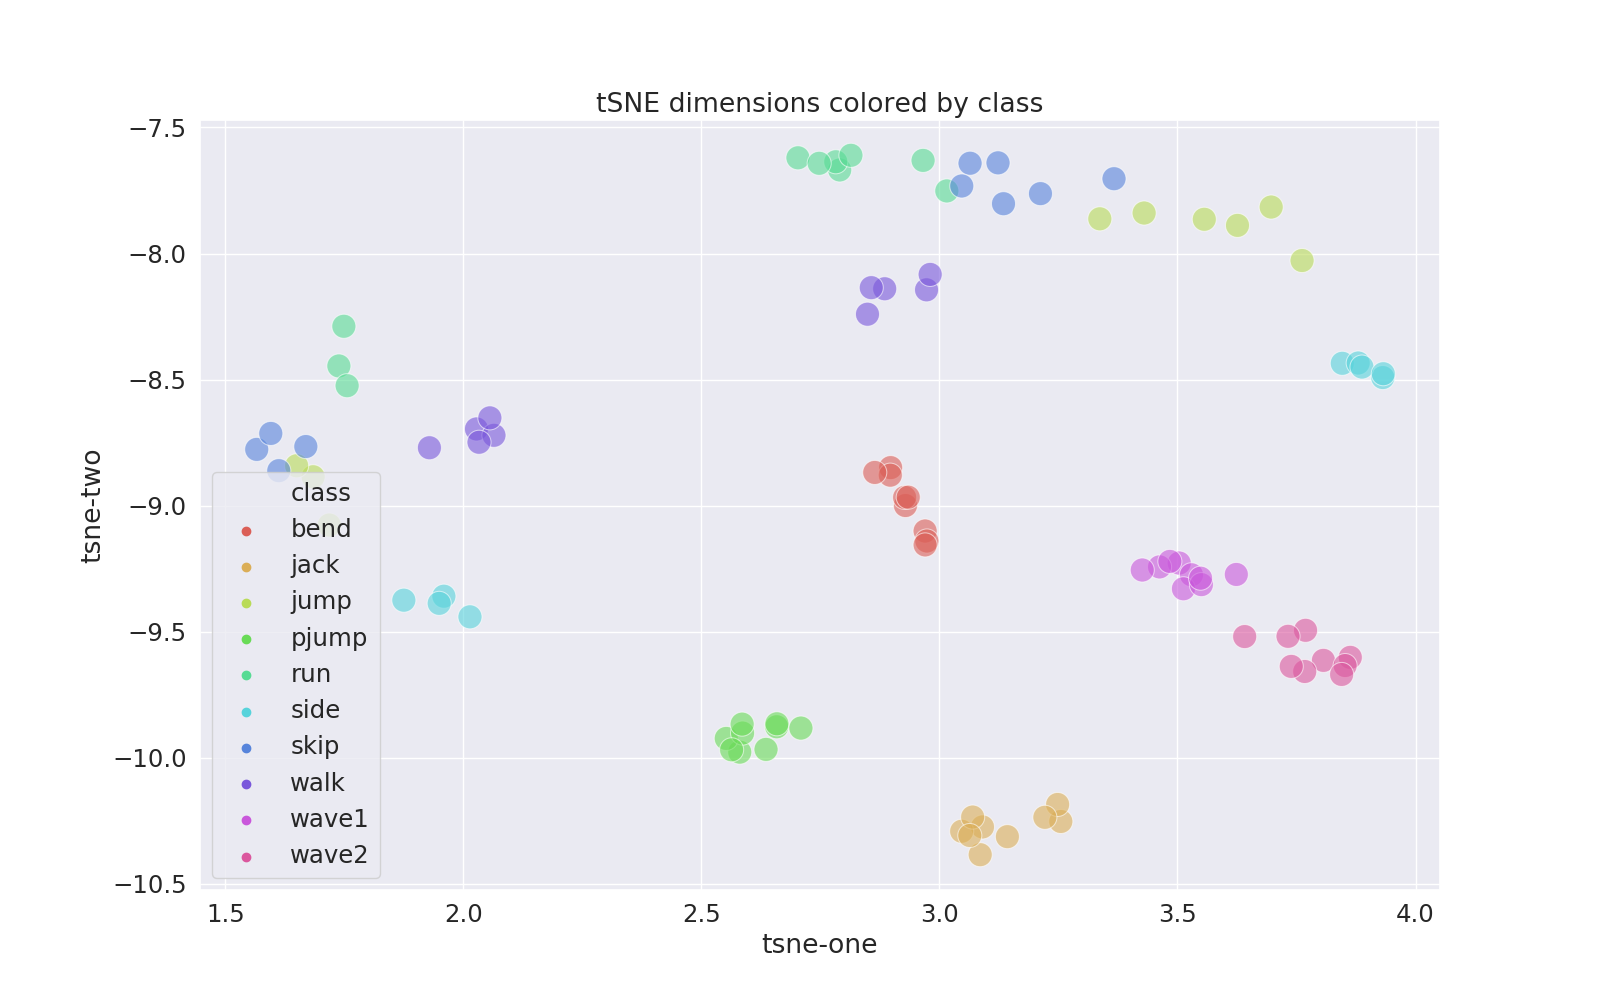 tSNE dimensions colored by class
−7.5
−8.0
−8.5
−9.0
−9.5
−10.0
−10.5
tsne-two
class
bend
jack
jump
pjump
run
side
skip
walk
wave1
wave2
1.5 2.0 2.5 3.0 3.5 4.0
tsne-one